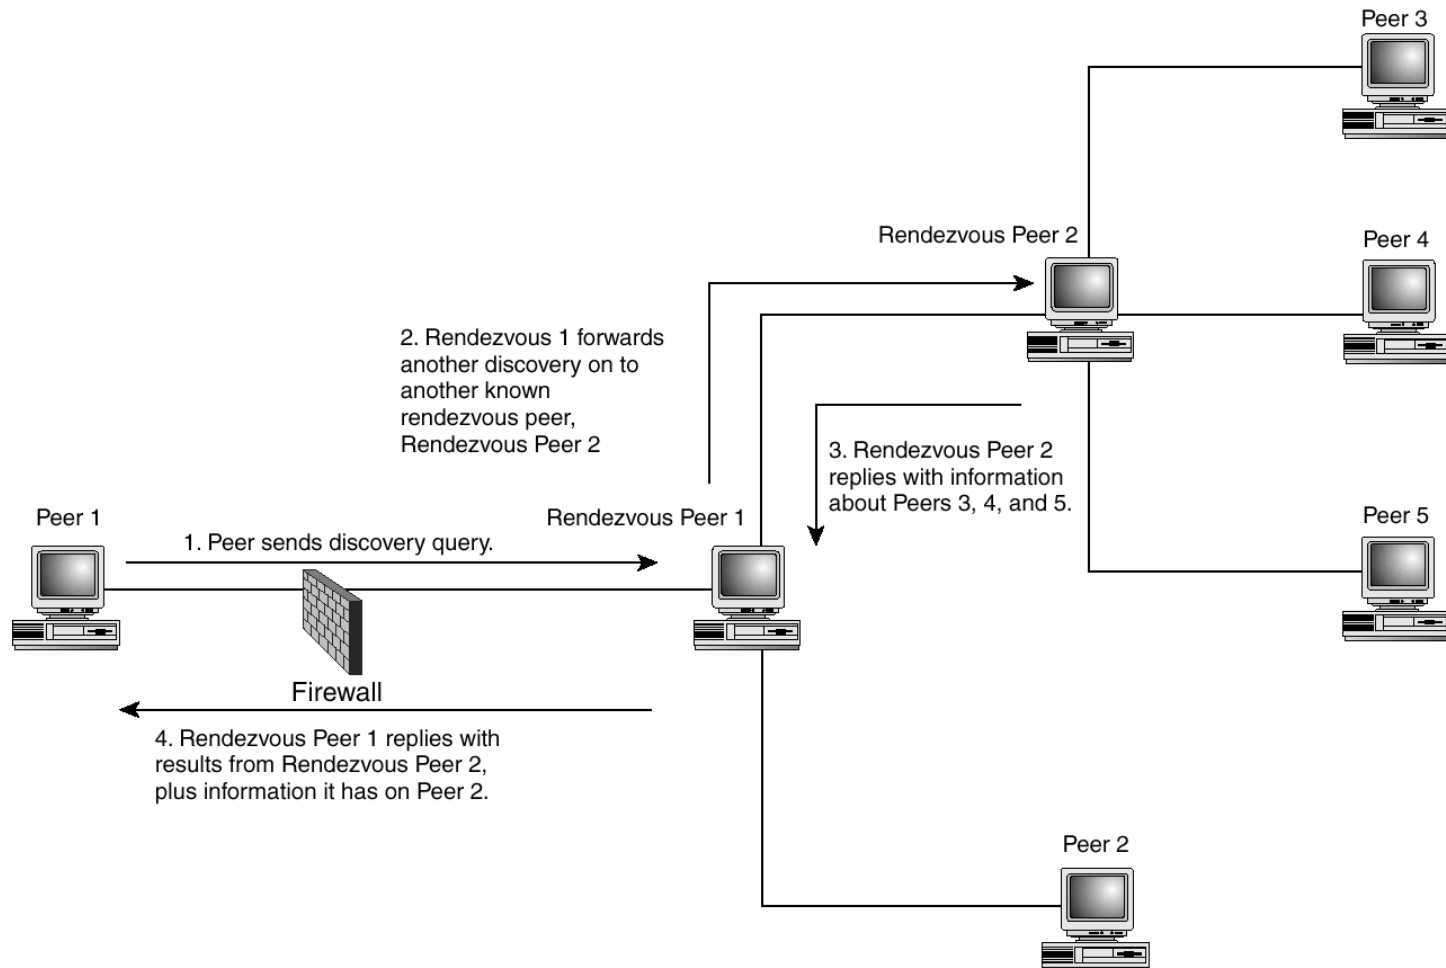 Peer 3
Rendezvous Peer 2
Peer 4
2. Rendezvous 1 forwards
another discovery on to
another known
rendezvous peer,
Rendezvous Peer 2
3. Rendezvous Peer 2
replies with information
about Peers 3, 4, and 5.
Peer 1
Rendezvous Peer 1
Peer 5
1. Peer sends discovery query.
Firewall
4. Rendezvous Peer 1 replies with
results from Rendezvous Peer 2,
plus information it has on Peer 2.
Peer 2